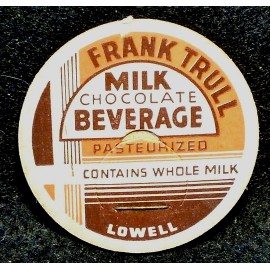 FRANK TRULL
MILK
CHOCOLATE
BEVERAGE
PASTEURIZED
CONTAINS WHOLE MILK
LOWELL